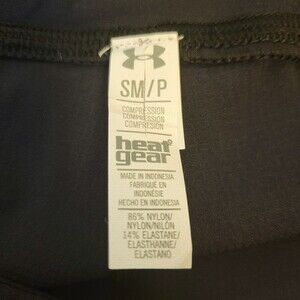 SM/P
COMPRESSION
COMPRESSION
COMPRESIÓN
heat
gear
MADE IN INDONESIA
FABRIQUÉ EN
INDONÉSIE
HECHO EN INDONESIA
86% NYLON/
NYLON/NILÓN
14% ELASTANE/
ELASTHANNE/
ELASTANO